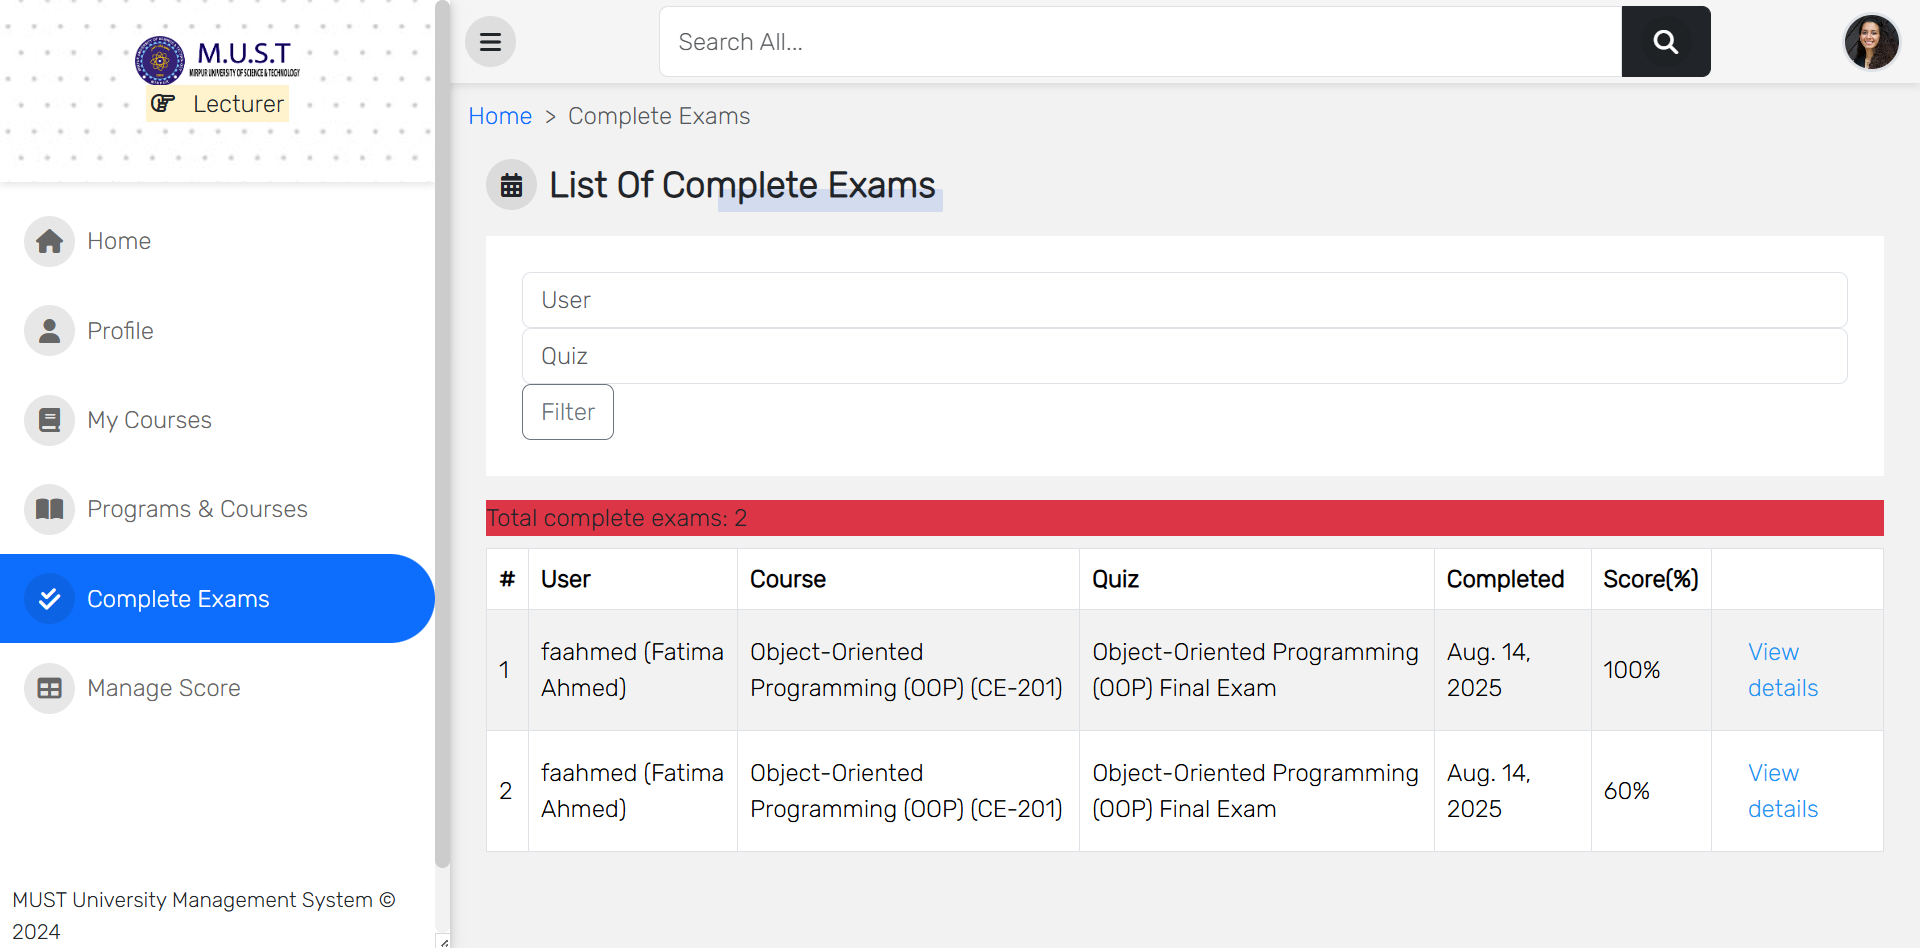 M.U.S.T
MIRPUR UNIVERSITY OF SCIENCE & TECHNOLOGY
Lecturer
Home
Profile
My Courses
Programs & Courses
Complete Exams
Manage Score
MUST University Management System ©
2024
Search All...
Home > Complete Exams
List Of Complete Exams
User
Quiz
Filter
Total complete exams: 2
# User Course Quiz Completed Score(%)
1 faahmed (Fatima Ahmed) Object-Oriented Programming (OOP) (CE-201) Object-Oriented Programming (OOP) Final Exam Aug. 14, 2025 100% View details
2 faahmed (Fatima Ahmed) Object-Oriented Programming (OOP) (CE-201) Object-Oriented Programming (OOP) Final Exam Aug. 14, 2025 60% View details